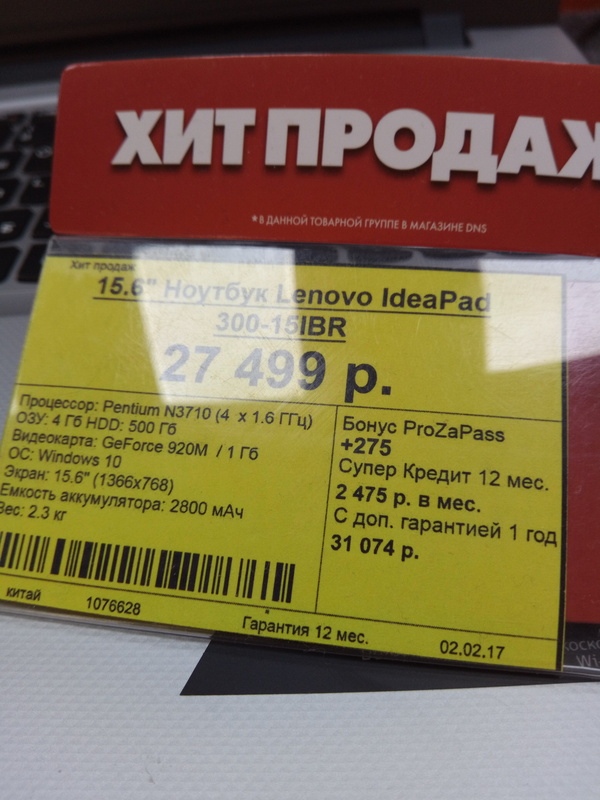 ХИТ ПРОДАЖ
*В ДАННОЙ ТОВАРНОЙ ГРУППЕ В МАГАЗИНЕ DNS
Хит продаж
15.6" Ноутбук Lenovo IdeaPad
300-15IBR
27 499 р.
Процессор: Pentium N3710 (4 x 1.6 ГГц)
ОЗУ: 4 Гб HDD: 500 Гб
Видеокарта: GeForce 920M / 1 Гб
ОС: Windows 10
Экран: 15.6" (1366x768)
Емкость аккумулятора: 2800 мАч
Вес: 2.3 кг
китай
1076628
Бонус ProZaPass
+275
Супер Кредит 12 мес.
2 475 р. в мес.
С доп. гарантией 1 год
31 074 р.
Гарантия 12 мес.
02.02.17